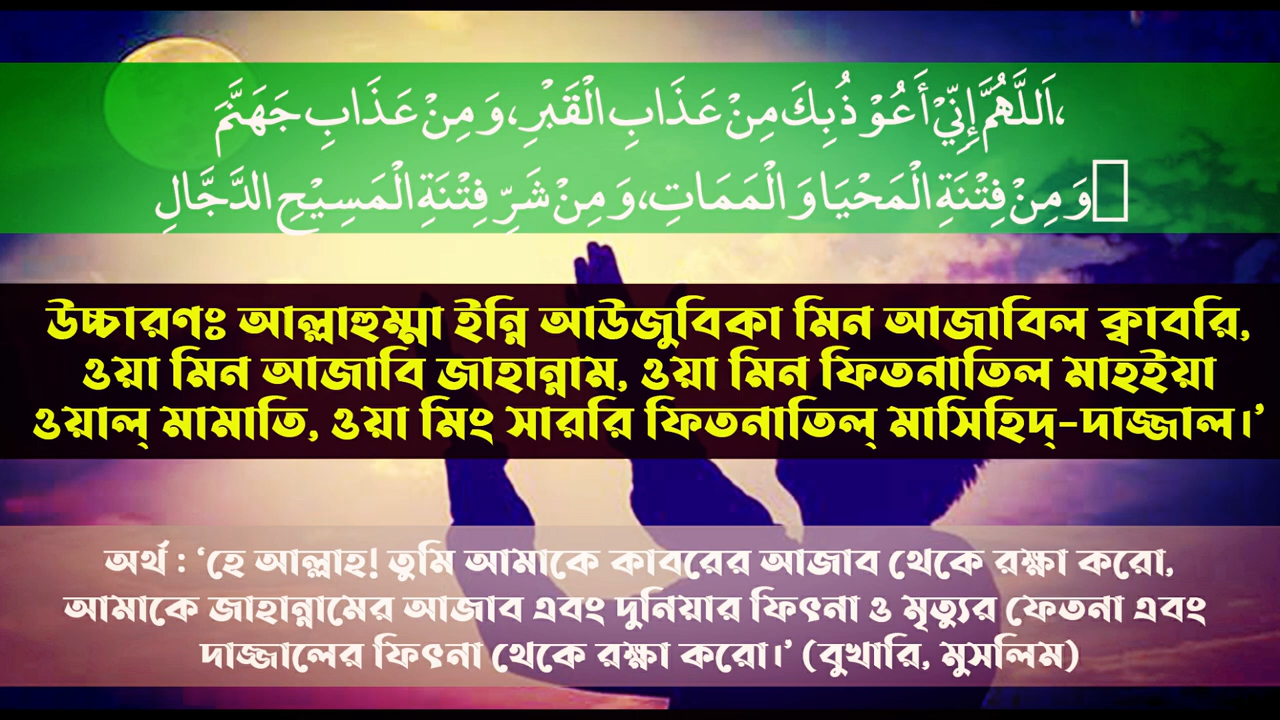 ،اَللَّهُمَّ إِنِّيْ أَعُوْ ذُبِكَ مِنْ عَذَابِ الْقَبْرِ، وَ مِنْ عَذَابِ جَهَنَّمَ
وَ مِنْ فِتْنَةِ الْمَحْيَا وَ الْمَمَاتِ، وَ مِنْ شَرِّ فِتْنَةِ الْمَسِيْحِ الدَّجَّالِ
উচ্চারণঃ আল্লাহুম্মা ইন্নি আউজুবিকা মিন আজাবিল ক্বাবরি,
ওয়া মিন আজাবি জাহান্নাম, ওয়া মিন ফিতনাতিল মাহইয়া
ওয়াল্ মামাতি, ওয়া মিং সাররি ফিতনাতিল্ মাসিহিদ্-দাজ্জাল।’
অর্থ : ‘হে আল্লাহ! তুমি আমাকে কাবরের আজাব থেকে রক্ষা করো,
আমাকে জাহান্নামের আজাব এবং দুনিয়ার ফিৎনা ও মৃত্যুর ফেতনা এবং
দাজ্জালের ফিৎনা থেকে রক্ষা করো।’ (বুখারি, মুসলিম)